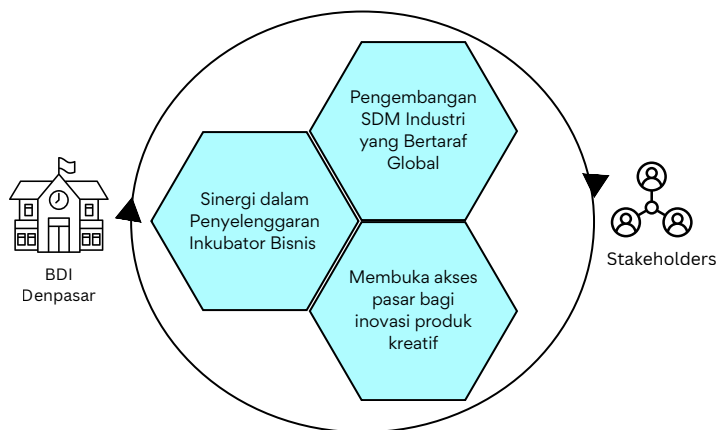 Pengembangan
SDM Industri
yang Bertaraf
Global
Sinergi dalam
Penyelenggaran
Inkubator Bisnis
Membuka akses
pasar bagi
inovasi produk
kreatif
BDI
Denpasar
Stakeholders